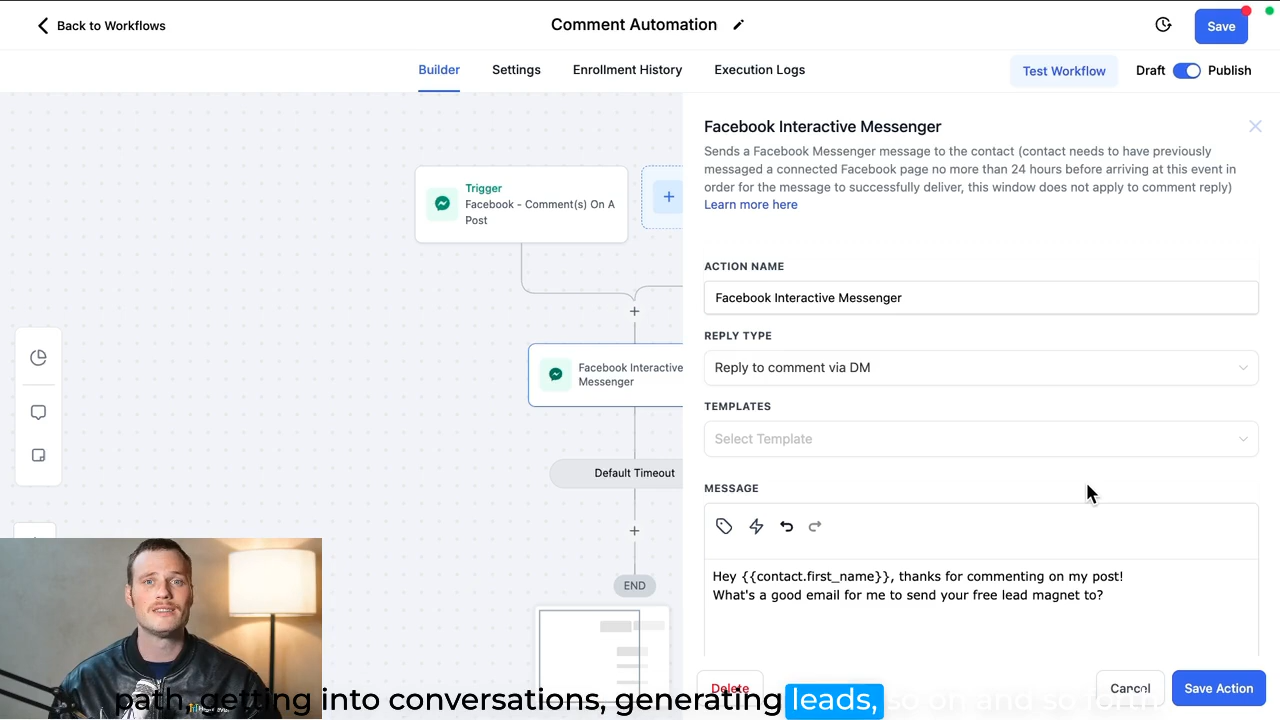 Back to Workflows
Comment Automation
Save
Builder
Settings
Enrollment History
Execution Logs
Test Workflow
Draft
Publish
Trigger
Facebook - Comment(s) On A
Post
Facebook Interactive
Messenger
Default Timeout
END
Facebook Interactive Messenger
Sends a Facebook Messenger message to the contact (contact needs to have previously
messaged a connected Facebook page no more than 24 hours before arriving at this event in
order for the message to successfully deliver, this window does not apply to comment reply)
Learn more here
ACTION NAME
Facebook Interactive Messenger
REPLY TYPE
Reply to comment via DM
TEMPLATES
Select Template
MESSAGE
Hey {{contact.first_name}}, thanks for commenting on my post!
What's a good email for me to send your free lead magnet to?
Delete
Cancel
Save Action
path, getting into conversations, generating leads, so on and so forth